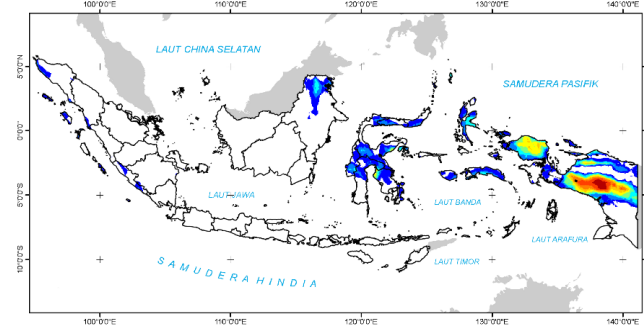 100°0'0"E 110°0'0"E 120°0'0"E 130°0'0"E 140°0'0"E
LAUT CHINA SELATAN
5°0'0"N
SAMUDERA PASIFIK
0°0'0"
5°0'0"S
LAUT JAWA
LAUT BANDA
LAUT ARAFURA
10°0'0"S
SAMUDERA HINDIA
LAUT TIMOR
100°0'0"E 110°0'0"E 120°0'0"E 130°0'0"E 140°0'0"E